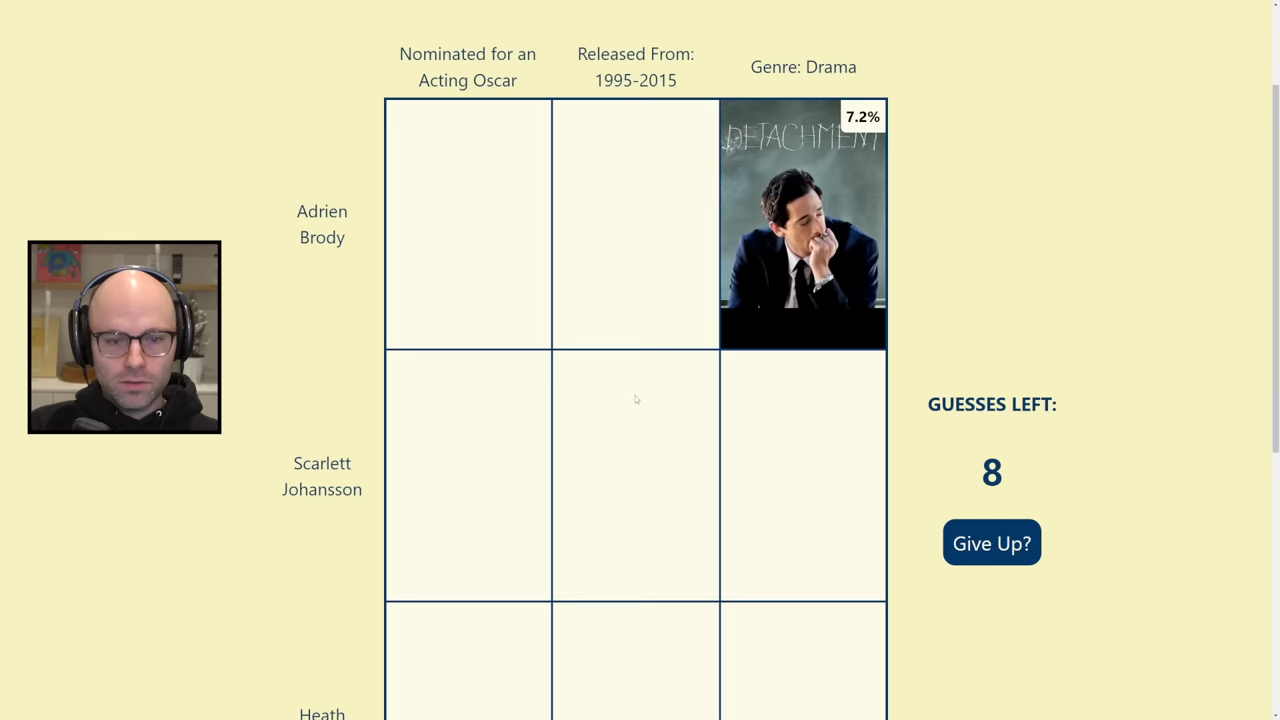 Nominated for an
Acting Oscar
Released From:
1995-2015
Genre: Drama
7.2%
DETACHMENT
Adrien
Brody
GUESSES LEFT:
8
Give Up?
Scarlett
Johansson
Heath